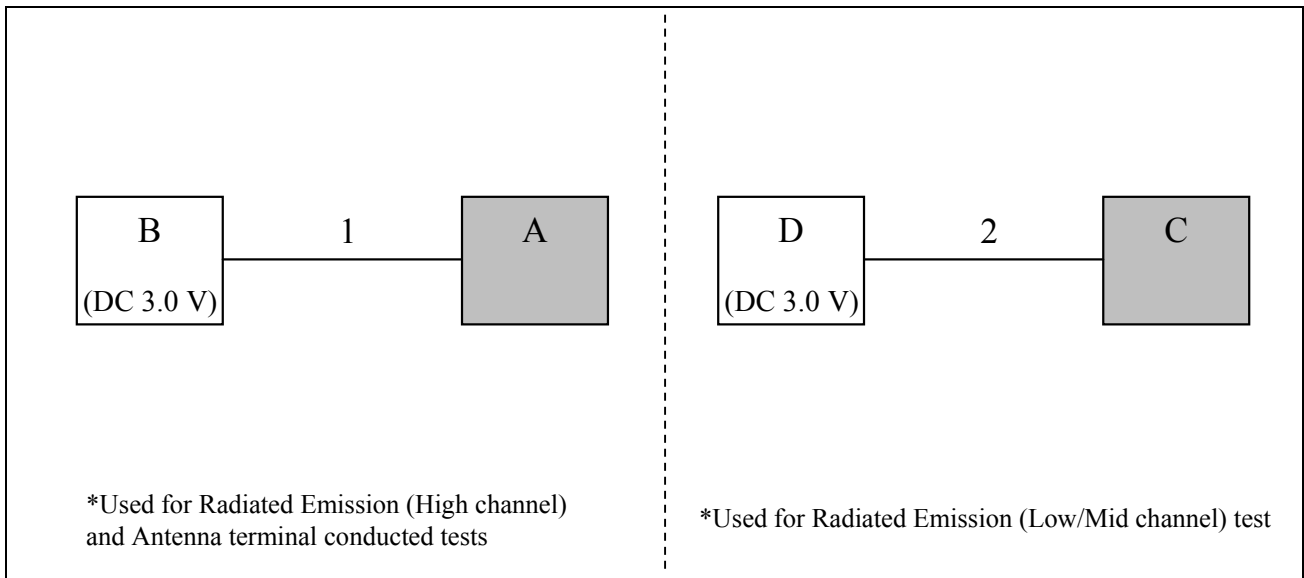 B
(DC 3.0 V)
1
A
*Used for Radiated Emission (High channel)
and Antenna terminal conducted tests
D
(DC 3.0 V)
2
C
*Used for Radiated Emission (Low/Mid channel) test